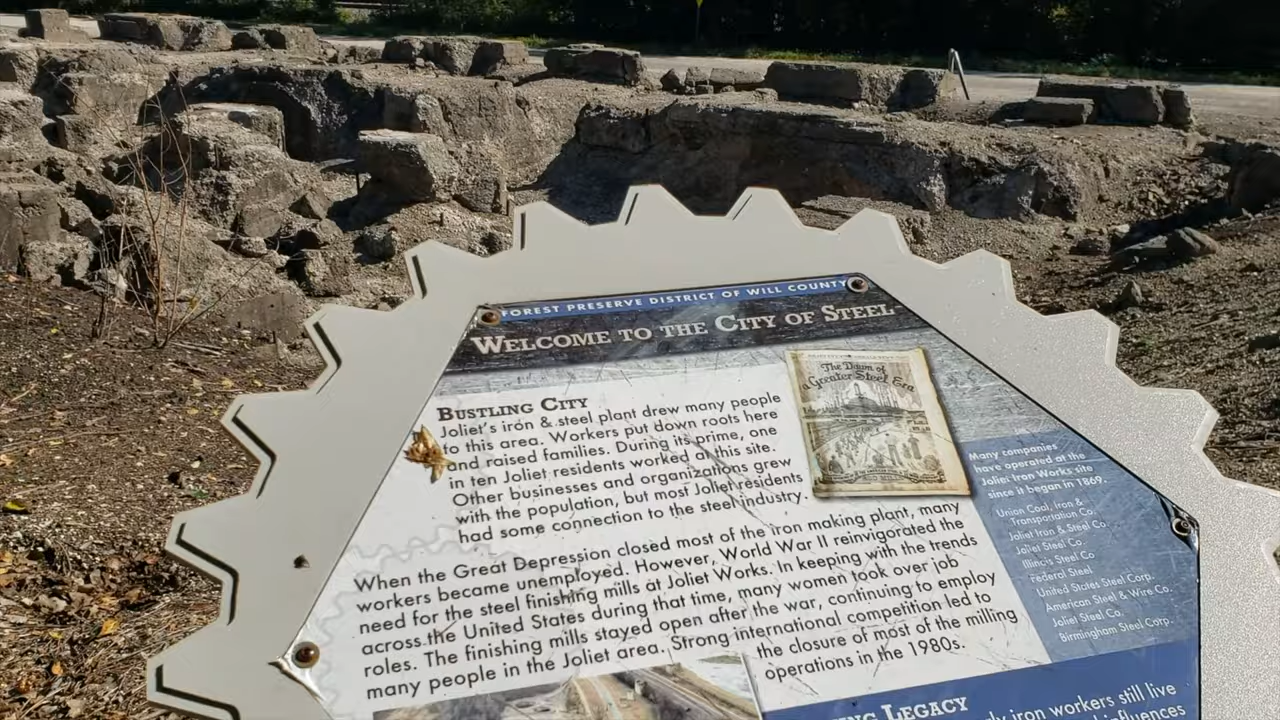 FOREST PRESERVE DISTRICT OF WILL COUNTY
WELCOME TO THE CITY OF STEEL
BUSTLING CITY
Joliet's iron & steel plant drew many people
to this area. Workers put down roots here
and raised families. During its prime, one
in ten Joliet residents worked at this site.
Other businesses and organizations grew
with the population, but most Joliet residents
had some connection to the steel industry.
The Dawn of
a Greater Steel Era
When the Great Depression closed most of the iron making plant, many
workers became unemployed. However, World War II reinvigorated the
need for the steel finishing mills at Joliet Works. In keeping with the trends
across the United States during that time, many women took over job
roles. The finishing mills stayed open after the war, continuing to employ
many people in the Joliet area. Strong international competition led to
the closure of most of the milling
operations in the 1980s.
Many companies
have operated at the
Joliet Iron Works site
since it began in 1869.
Union Coal, Iron &
Transportation Co.
Joliet Iron & Steel Co.
Joliet Steel Co.
Illinois Steel Co
Federal Steel
United States Steel Corp.
American Steel & Wire Co.
Joliet Steel Co.
Birmingham Steel Corp.
LEGACY
iron workers still live
influences